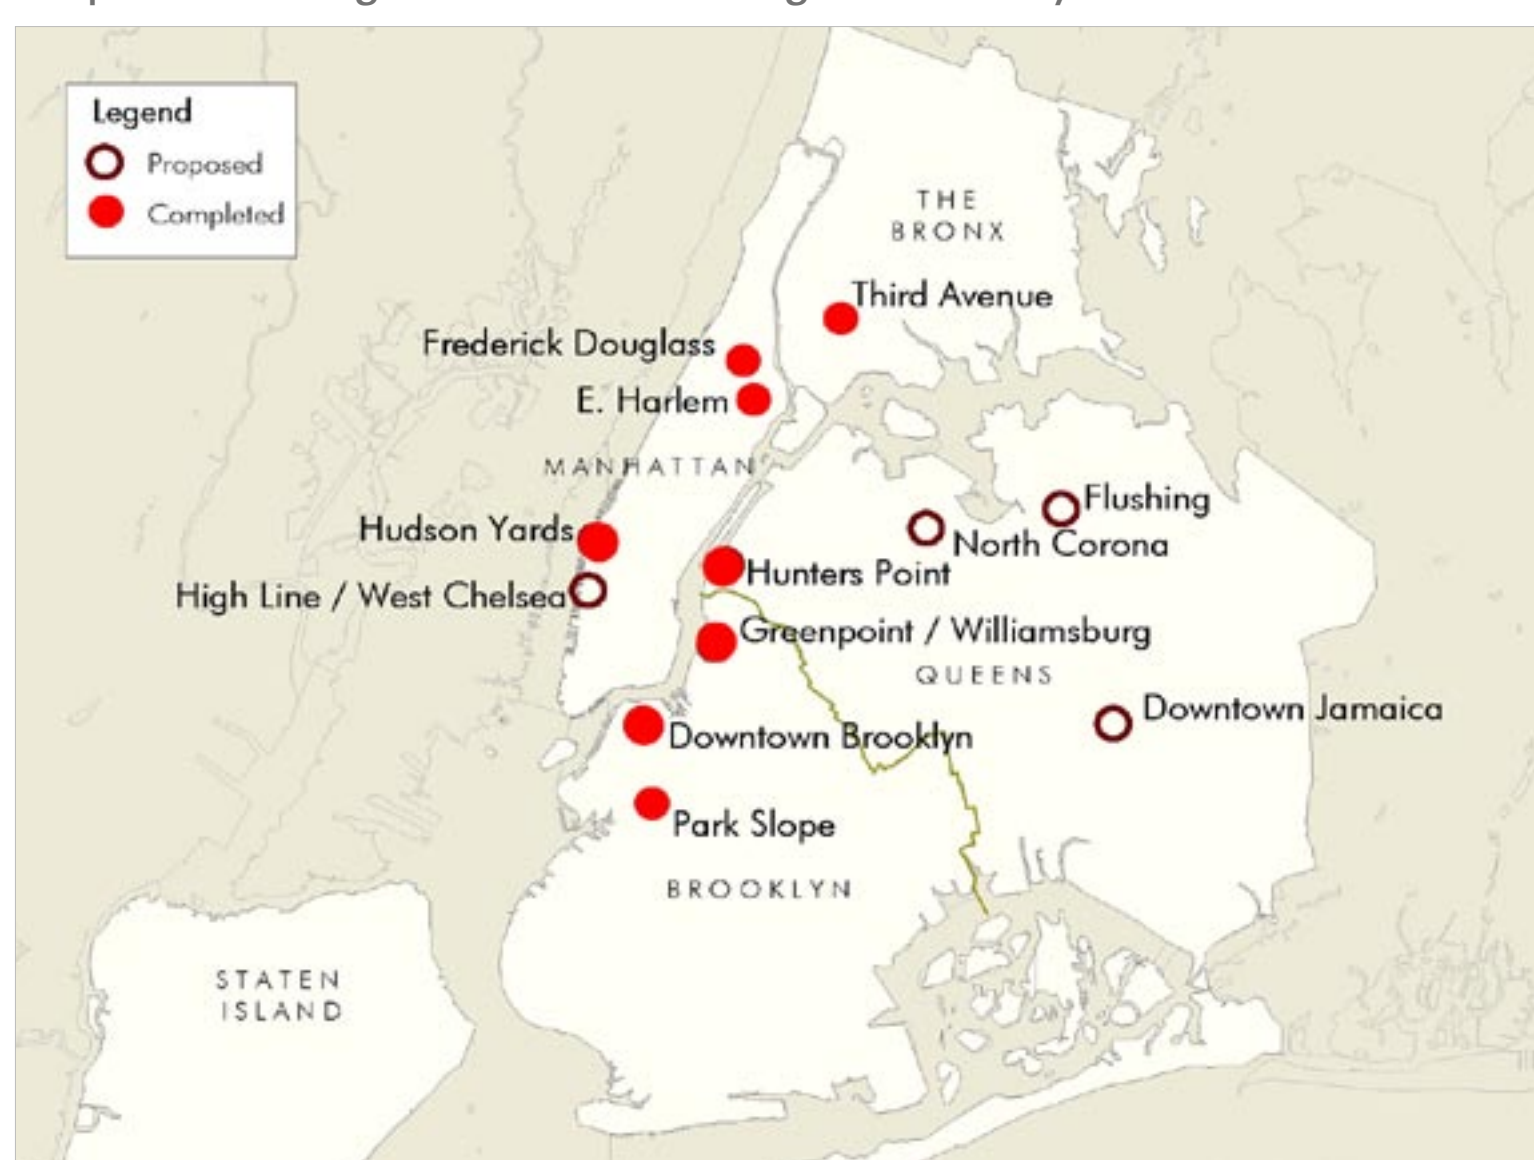 Legend
Proposed
Completed
THE
BRONX
Third Avenue
Frederick Douglass
E. Harlem
MANHATTAN
Flushing
Hudson Yards
North Corona
Hunters Point
High Line / West Chelsea
Greenpoint / Williamsburg
QUEENS
Downtown Jamaica
Downtown Brooklyn
Park Slope
BROOKLYN
STATEN
ISLAND